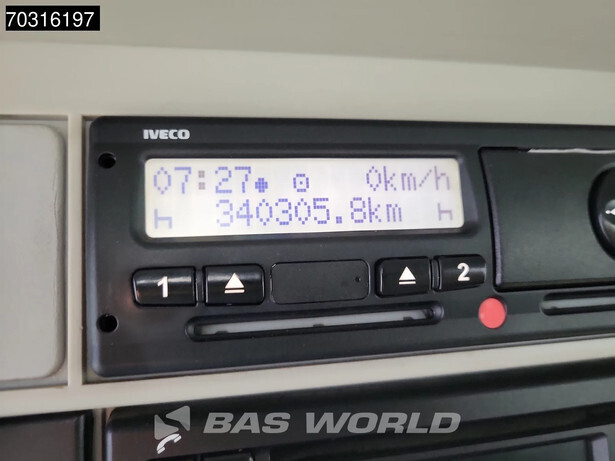 70316197
IVECO
07:27 0km/h
340305.8km
1 2
BAS WORLD